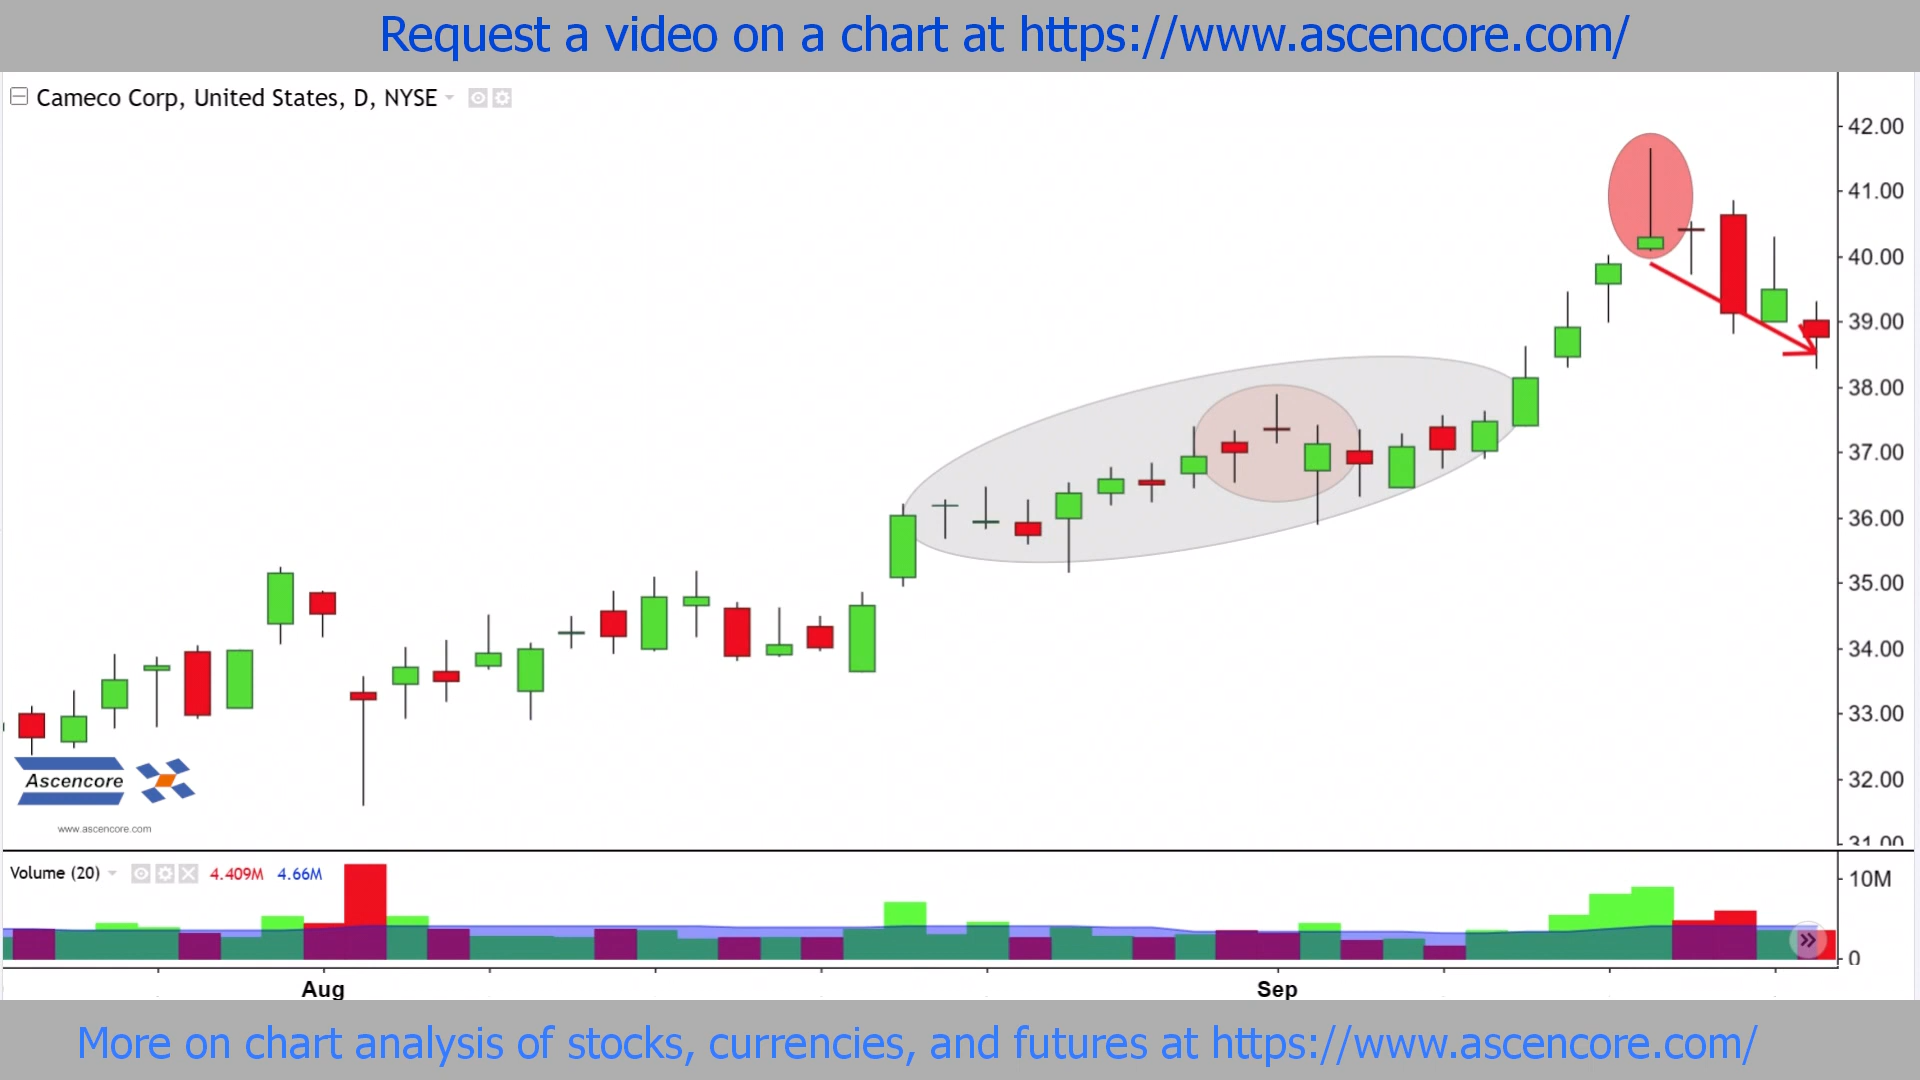 Request a video on a chart at https://www.ascencore.com/
Cameco Corp, United States, D, NYSE
42.00
41.00
40.00
39.00
38.00
37.00
36.00
35.00
34.00
33.00
32.00
31.00
Ascencore
www.ascencore.com
Volume (20) 4.409M 4.66M
10M
0
Aug Sep
More on chart analysis of stocks, currencies, and futures at https://www.ascencore.com/